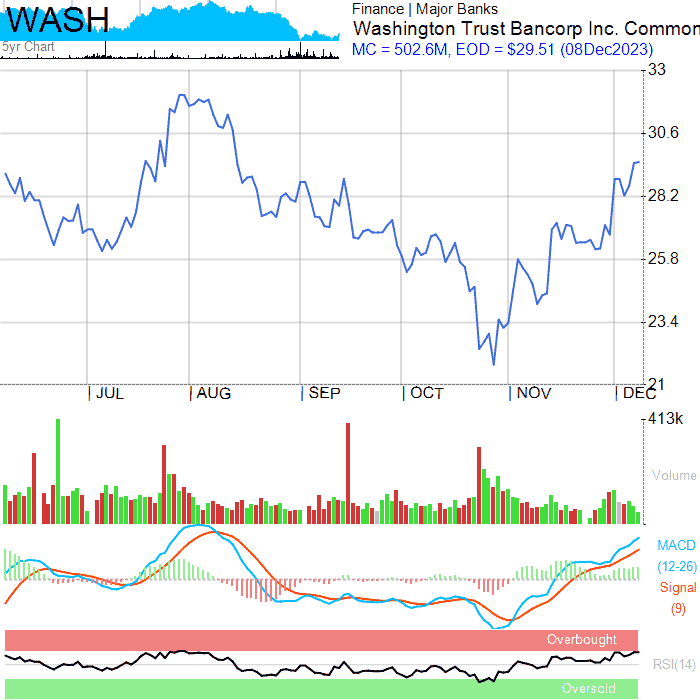 WASH
5yr Chart
Finance | Major Banks
Washington Trust Bancorp Inc. Common
MC = 502.6M, EOD = $29.51 (08Dec2023)
33
30.6
28.2
25.8
23.4
21
JUL AUG SEP OCT NOV DEC
413k
Volume
MACD
(12-26)
Signal
(9)
Overbought
RSI(14)
Oversold